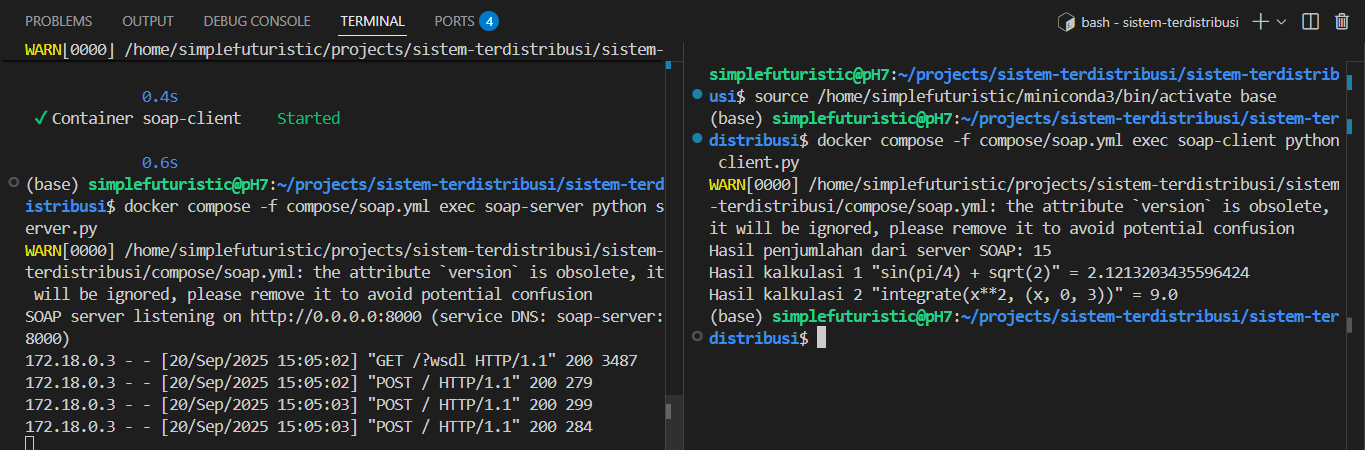 PROBLEMS OUTPUT DEBUG CONSOLE TERMINAL PORTS 4 bash - sistem-terdistribusi
WARN[0000] /home/simplefuturistic/projects/sistem-terdistribusi/sistem-
0.4s
✔ Container soap-client Started
0.6s
(base) simplefuturistic@pH7:~/projects/sistem-terdistribusi/sistem-terd
istribusi$ docker compose -f compose/soap.yml exec soap-server python s
erver.py
WARN[0000] /home/simplefuturistic/projects/sistem-terdistribusi/sistem-
terdistribusi/compose/soap.yml: the attribute `version` is obsolete, it
will be ignored, please remove it to avoid potential confusion
SOAP server listening on http://0.0.0.0:8000 (service DNS: soap-server:
8000)
172.18.0.3 - - [20/Sep/2025 15:05:02] "GET /?wsdl HTTP/1.1" 200 3487
172.18.0.3 - - [20/Sep/2025 15:05:02] "POST / HTTP/1.1" 200 279
172.18.0.3 - - [20/Sep/2025 15:05:03] "POST / HTTP/1.1" 200 299
172.18.0.3 - - [20/Sep/2025 15:05:03] "POST / HTTP/1.1" 200 284
simplefuturistic@pH7:~/projects/sistem-terdistribusi/sistem-terdistrib
usi$ source /home/simplefuturistic/miniconda3/bin/activate base
(base) simplefuturistic@pH7:~/projects/sistem-terdistribusi/sistem-ter
distribusi$ docker compose -f compose/soap.yml exec soap-client python
client.py
WARN[0000] /home/simplefuturistic/projects/sistem-terdistribusi/sistem
-terdistribusi/compose/soap.yml: the attribute `version` is obsolete,
it will be ignored, please remove it to avoid potential confusion
Hasil penjumlahan dari server SOAP: 15
Hasil kalkulasi 1 "sin(pi/4) + sqrt(2)" = 2.1213203435596424
Hasil kalkulasi 2 "integrate(x**2, (x, 0, 3))" = 9.0
(base) simplefuturistic@pH7:~/projects/sistem-terdistribusi/sistem-ter
distribusi$